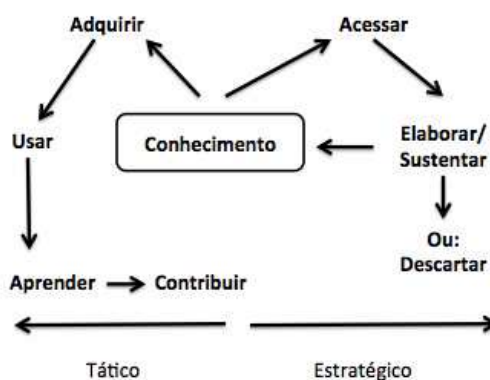 Adquirir
Acessar
Usar
Conhecimento
Elaborar/
Sustentar
Ou:
Descartar
Aprender
Contribuir
Tático
Estratégico